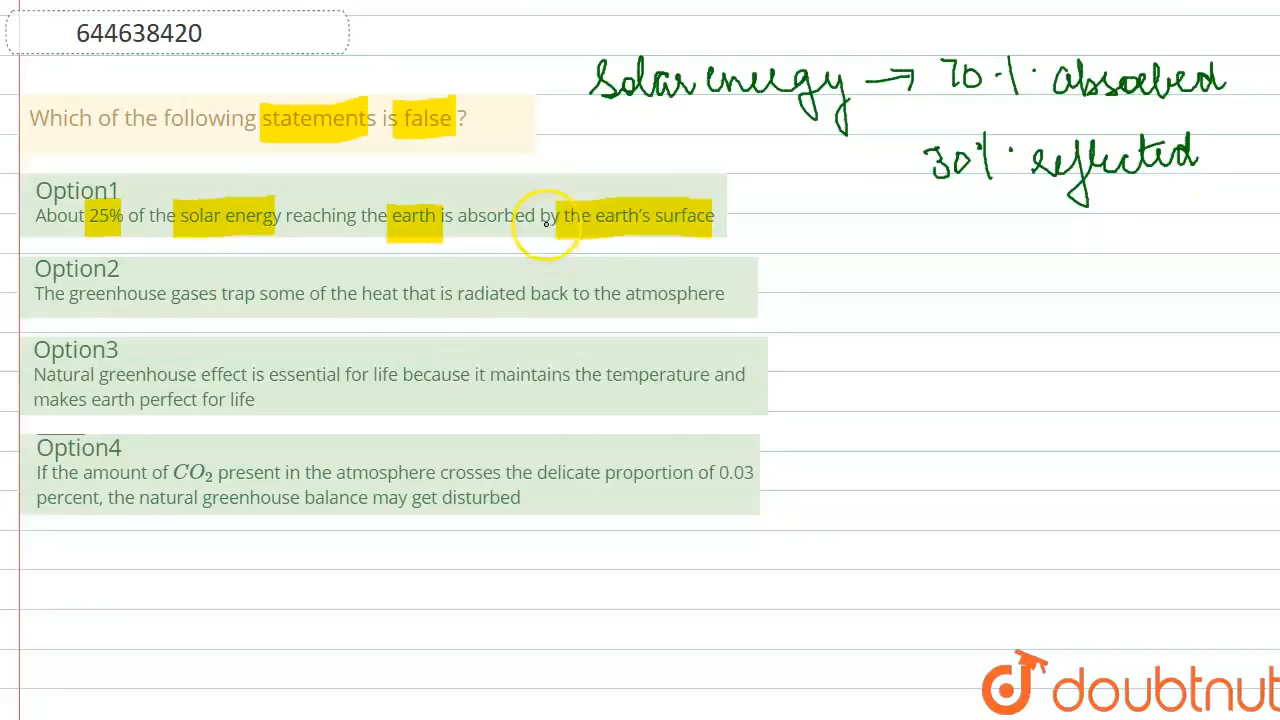 644638420
Solar energy → 70% absorbed
30% reflected
Which of the following statements is false ?
Option1
About 25% of the solar energy reaching the earth is absorbed by the earth's surface
Option2
The greenhouse gases trap some of the heat that is radiated back to the atmosphere
Option3
Natural greenhouse effect is essential for life because it maintains the temperature and
makes earth perfect for life
Option4
If the amount of CO₂ present in the atmosphere crosses the delicate proportion of 0.03
percent, the natural greenhouse balance may get disturbed
doubtnut